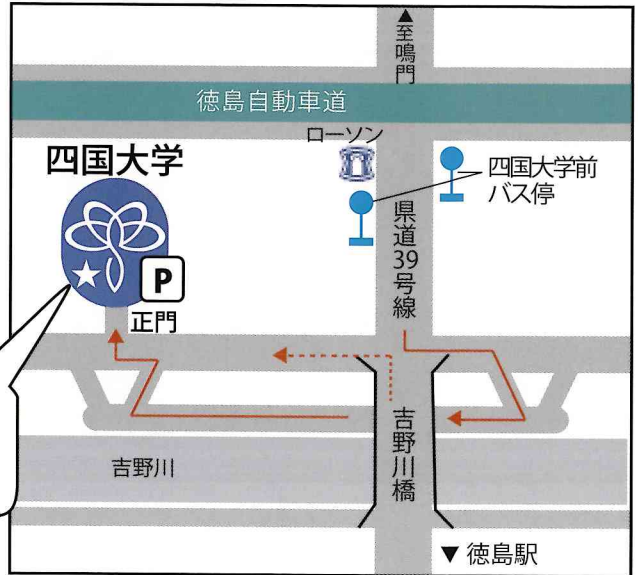 ▲至鳴門
徳島自動車道
ローソン
四国大学
四国大学前
バス停
県道39号線
P
正門
吉野川
吉野川橋
▼徳島駅